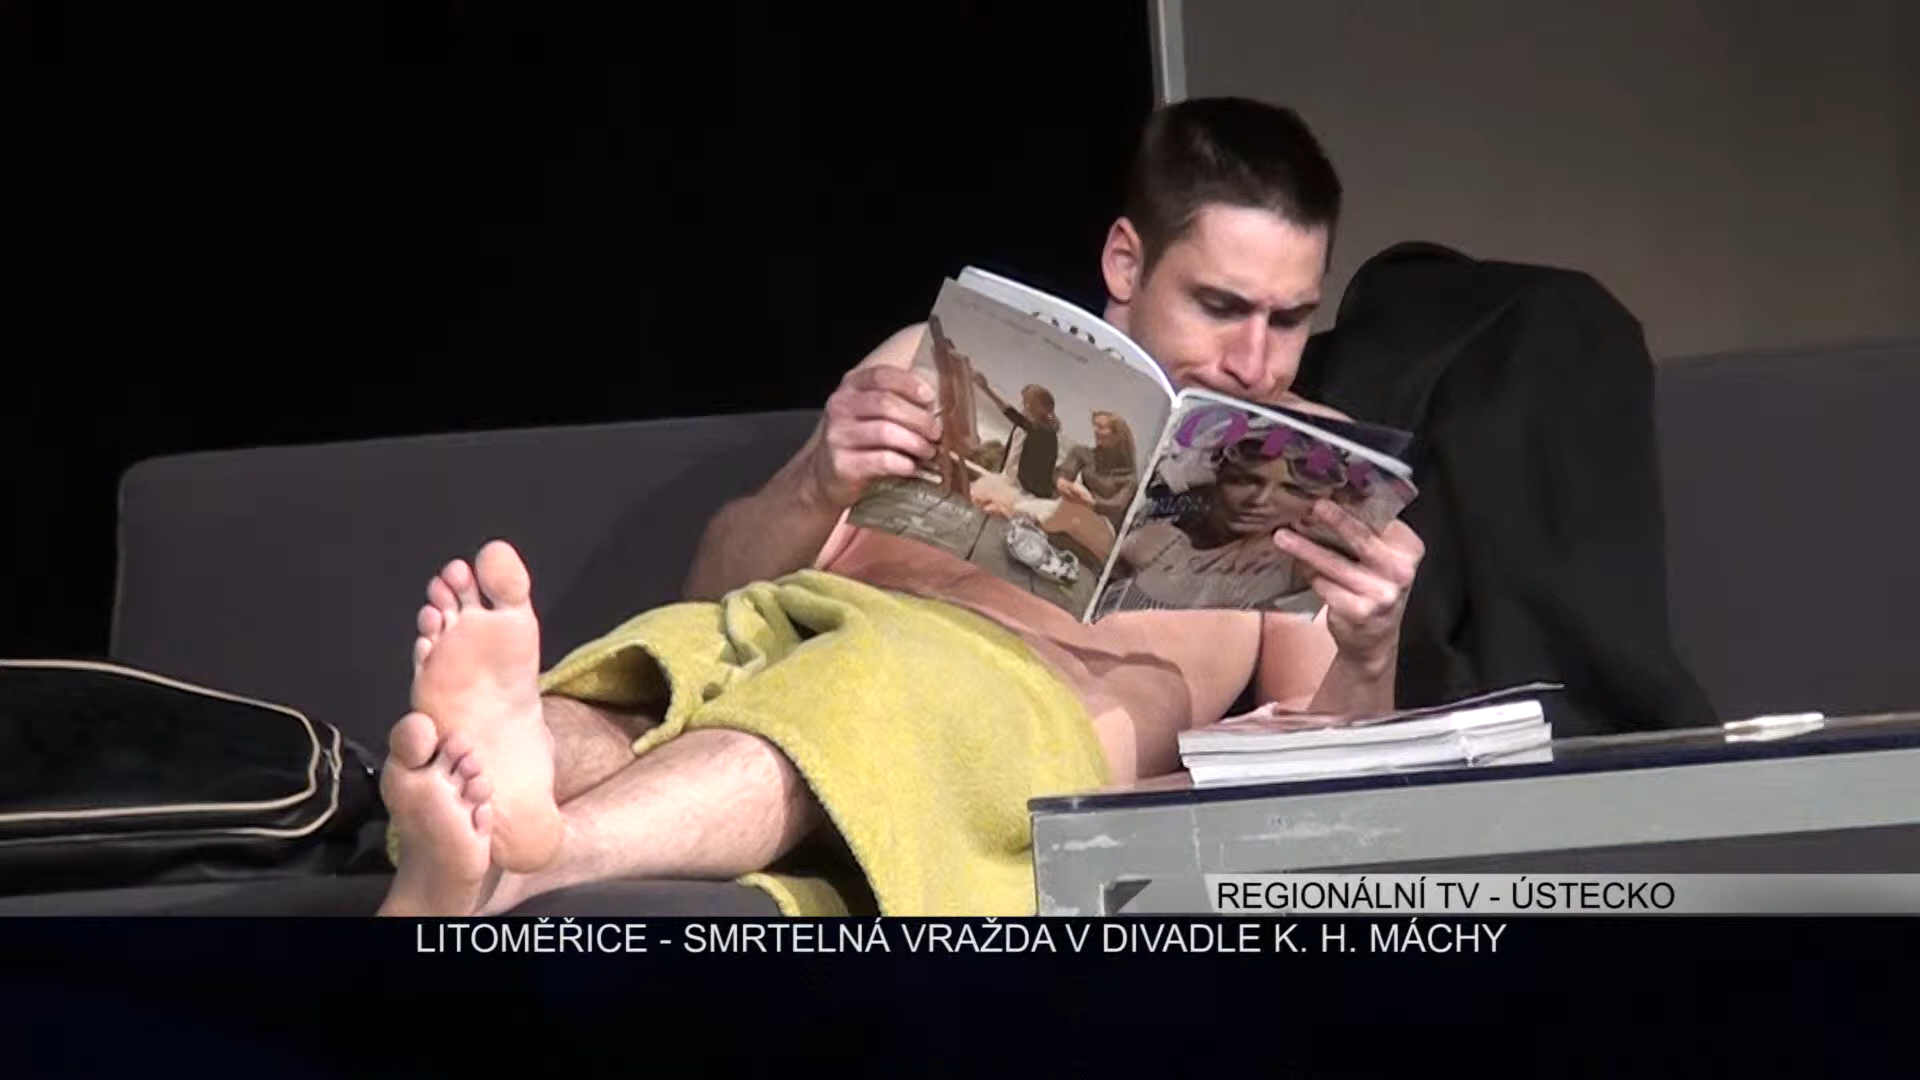 REGIONÁLNÍ TV - ÚSTECKO
LITOMĚŘICE - SMRTELNÁ VRAŽDA V DIVADLE K. H. MÁCHY